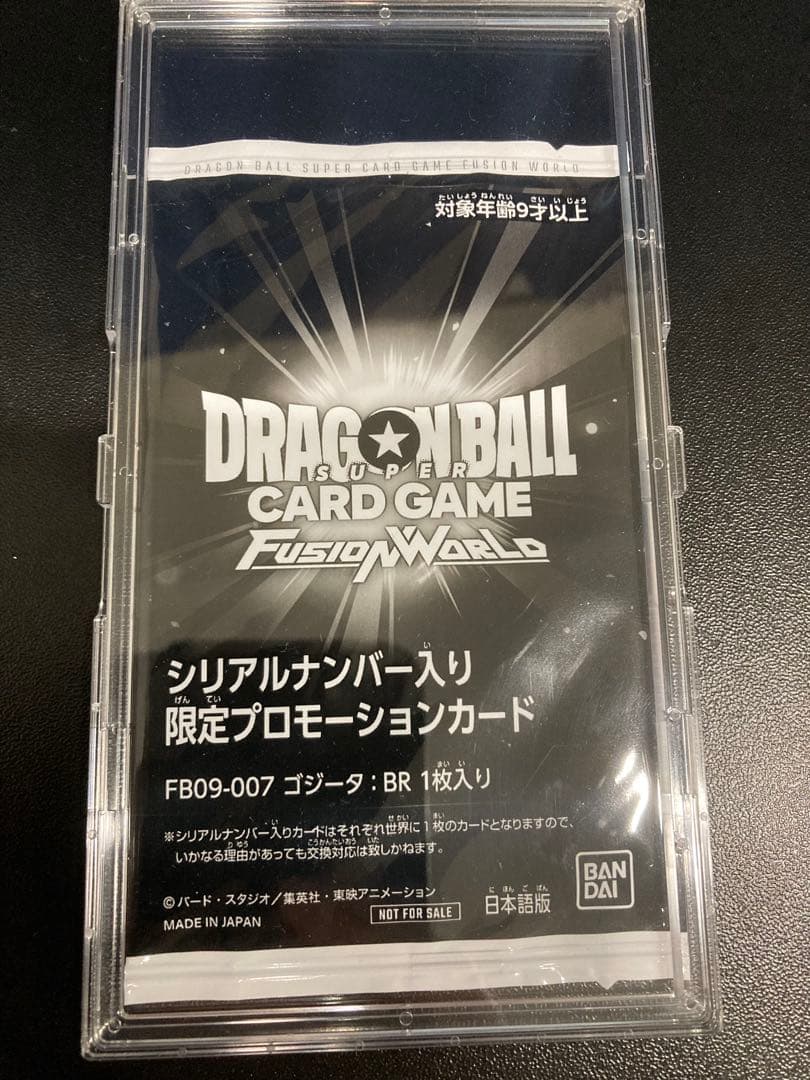 DRAGON BALL SUPER CARD GAME FUSION WORLD
たいしょうねんれい さい いじょう
対象年齢9才以上
DRAGON BALL
SUPER
CARD GAME
FUSION WORLD
い
シリアルナンバー入り
げんてい
限定プロモーションカード
まい い
FB09-007 ゴジータ:BR 1枚入り
い せかい まい
※シリアルナンバー入りカードはそれぞれ世界に1枚のカードとなりますので、
りゆう こうかんたいおう いた
いかなる理由があっても交換対応は致しかねます。
©バード・スタジオ/集英社・東映アニメーション
MADE IN JAPAN
NOT FOR SALE
にほんごばん
日本語版
BAN
DAI